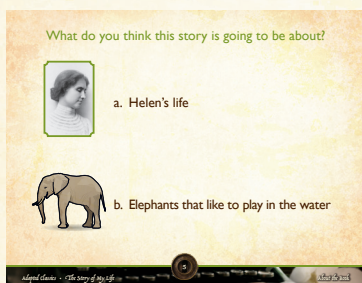 What do you think this story is going to be about?
a. Helen's life
b. Elephants that like to play in the water
5
Adapted Classics • The Story of My Life
About the Book